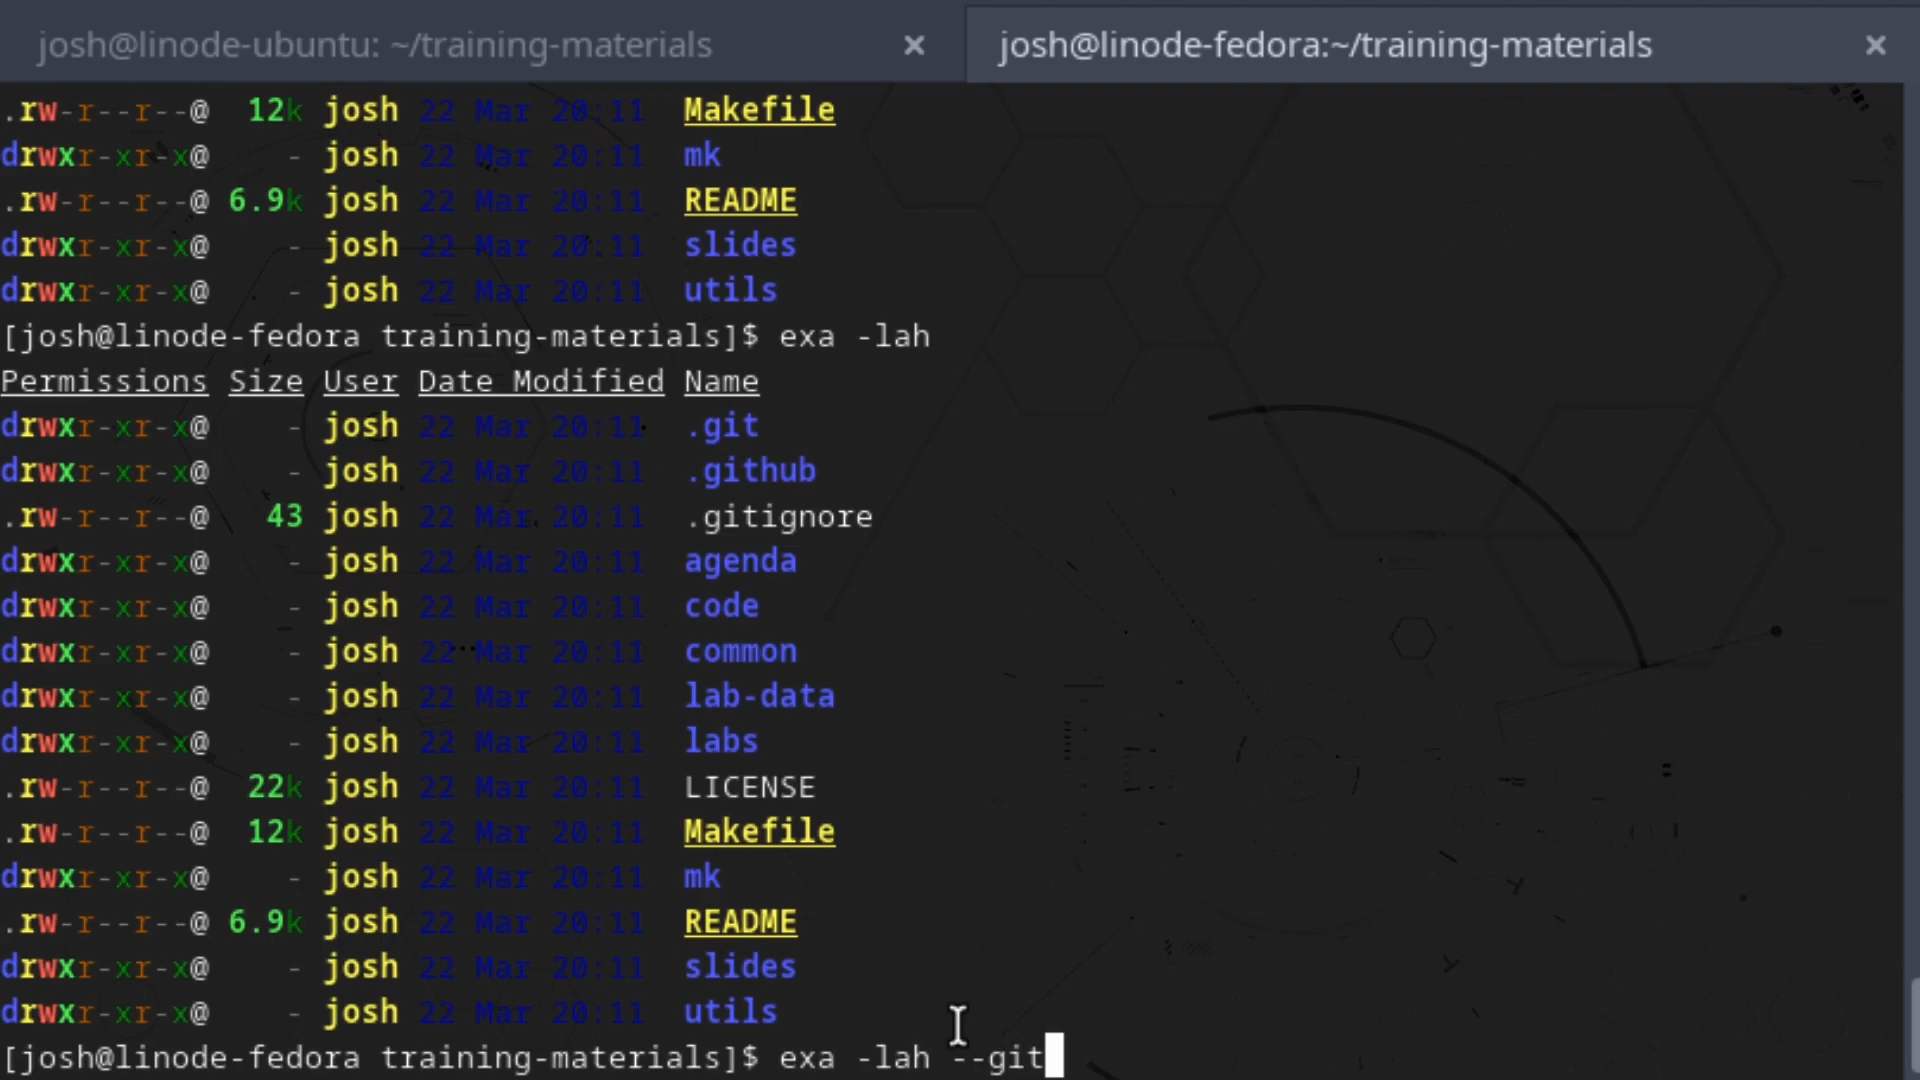 josh@linode-ubuntu: ~/training-materials × josh@linode-fedora:~/training-materials ×
.rw-r--r--@ 12k josh 22 Mar 20:11 Makefile
drwxr-xr-x@ - josh 22 Mar 20:11 mk
.rw-r--r--@ 6.9k josh 22 Mar 20:11 README
drwxr-xr-x@ - josh 22 Mar 20:11 slides
drwxr-xr-x@ - josh 22 Mar 20:11 utils
[josh@linode-fedora training-materials]$ exa -lah
Permissions Size User Date Modified Name
drwxr-xr-x@ - josh 22 Mar 20:11 .git
drwxr-xr-x@ - josh 22 Mar 20:11 .github
.rw-r--r--@ 43 josh 22 Mar 20:11 .gitignore
drwxr-xr-x@ - josh 22 Mar 20:11 agenda
drwxr-xr-x@ - josh 22 Mar 20:11 code
drwxr-xr-x@ - josh 22 Mar 20:11 common
drwxr-xr-x@ - josh 22 Mar 20:11 lab-data
drwxr-xr-x@ - josh 22 Mar 20:11 labs
.rw-r--r--@ 22k josh 22 Mar 20:11 LICENSE
.rw-r--r--@ 12k josh 22 Mar 20:11 Makefile
drwxr-xr-x@ - josh 22 Mar 20:11 mk
.rw-r--r--@ 6.9k josh 22 Mar 20:11 README
drwxr-xr-x@ - josh 22 Mar 20:11 slides
drwxr-xr-x@ - josh 22 Mar 20:11 utils
[josh@linode-fedora training-materials]$ exa -lah --git